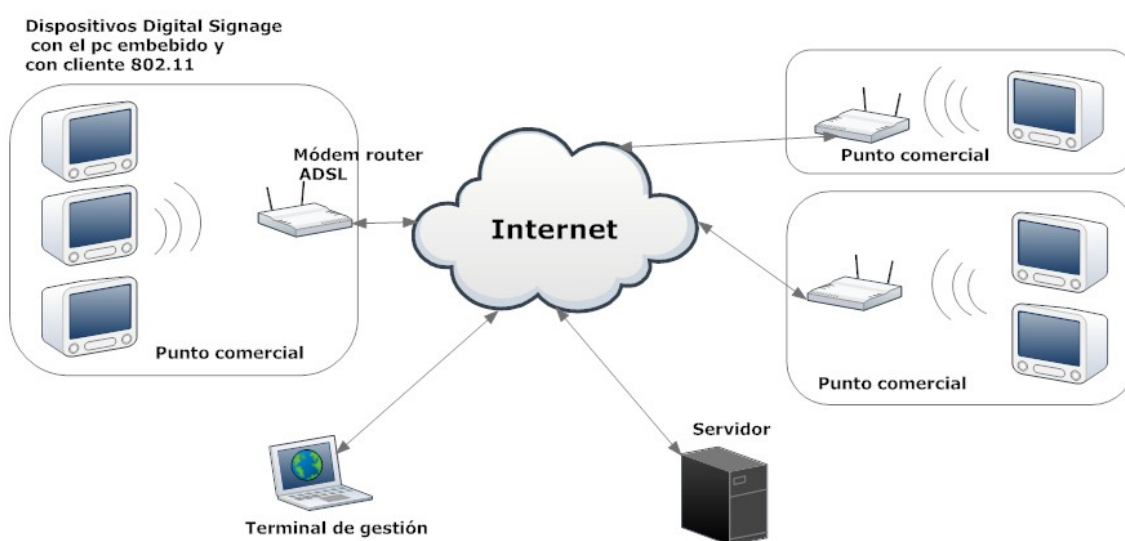 Dispositivos Digital Signage
con el pc embebido y
con cliente 802.11
Módem router
ADSL
Punto comercial
Internet
Punto comercial
Punto comercial
Terminal de gestión
Servidor